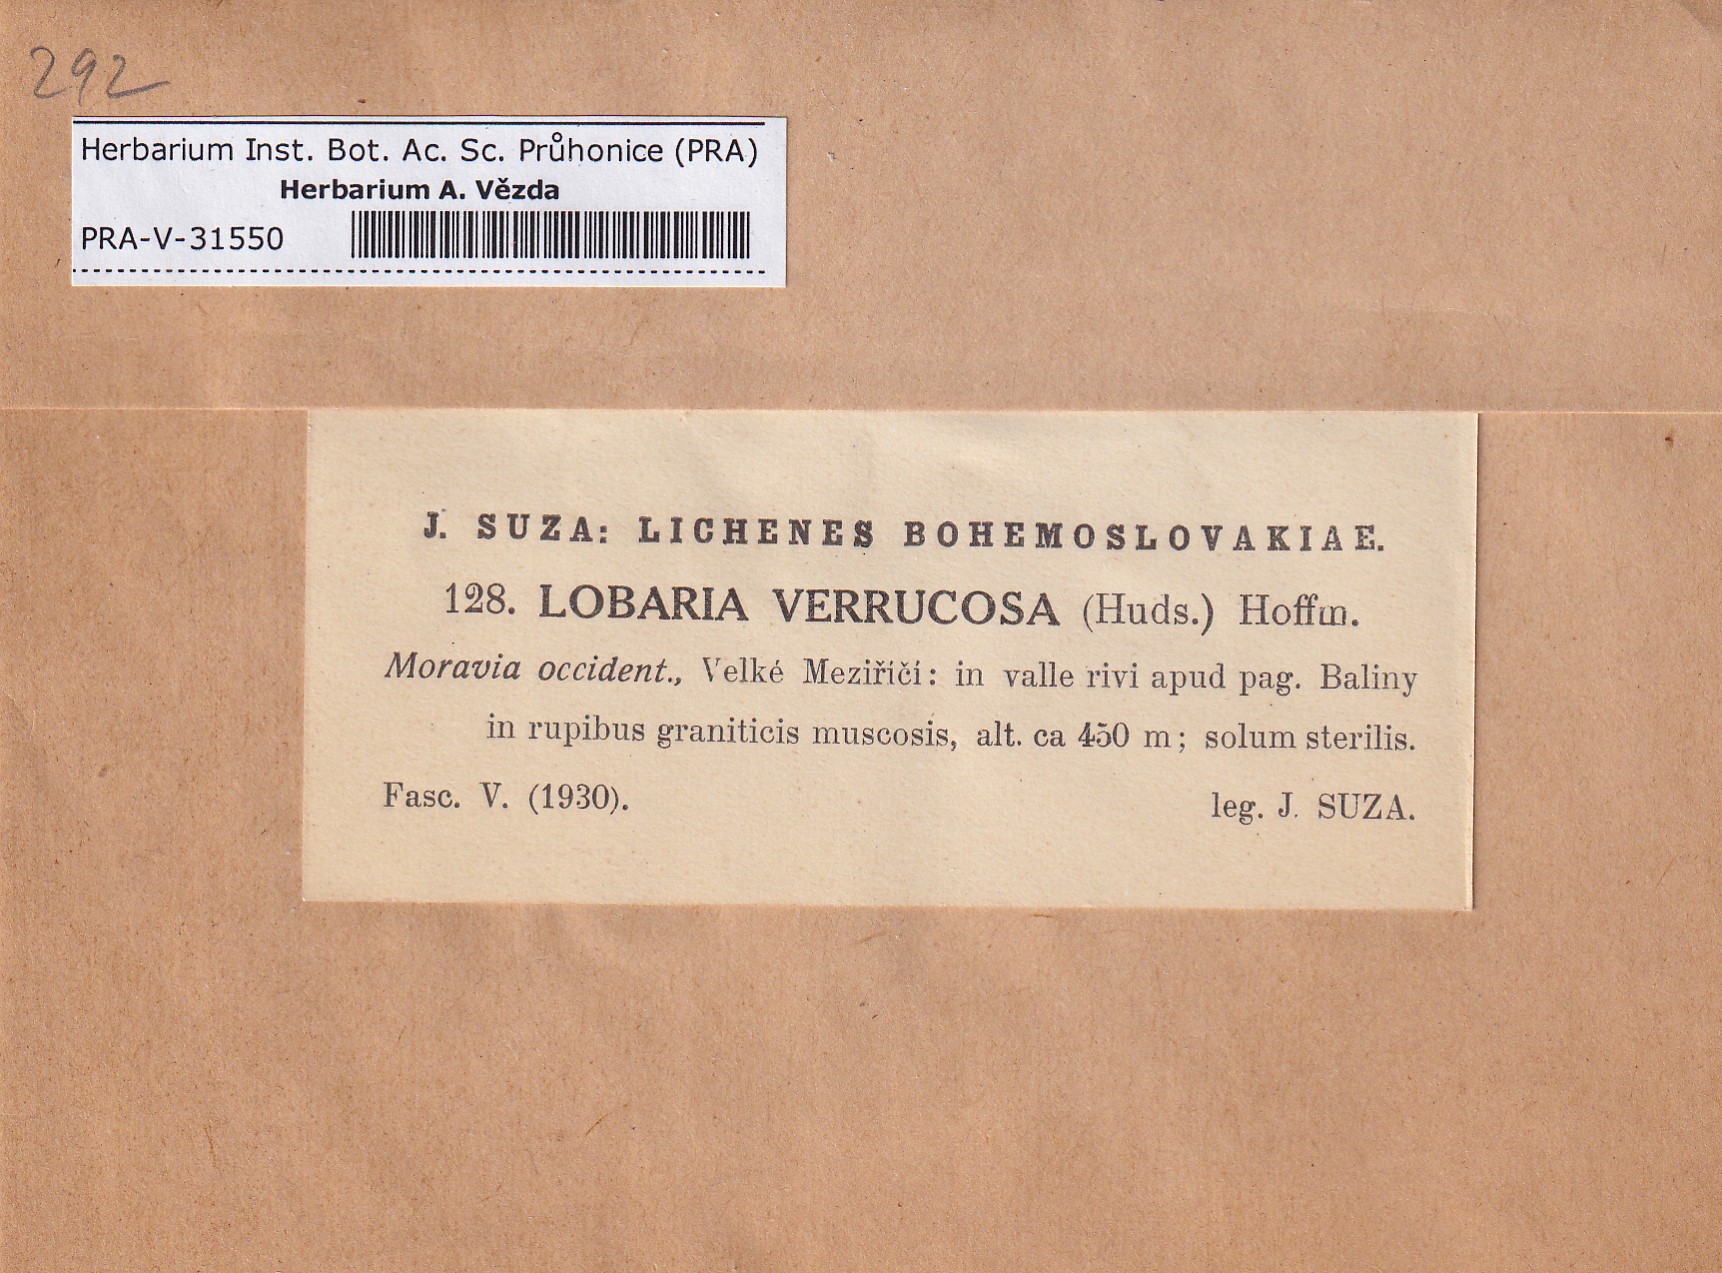 292
Herbarium Inst. Bot. Ac. Sc. Průhonice (PRA)
Herbarium A. Vězda
PRA-V-31550
J. SUZA: LICHENES BOHEMOSLOVAKIAE.
128. LOBARIA VERRUCOSA (Huds.) Hoffm.
Moravia occident., Velké Meziříčí: in valle rivi apud pag. Baliny
in rupibus graniticis muscosis, alt. ca 450 m; solum sterilis.
Fasc. V. (1930). leg. J. SUZA.